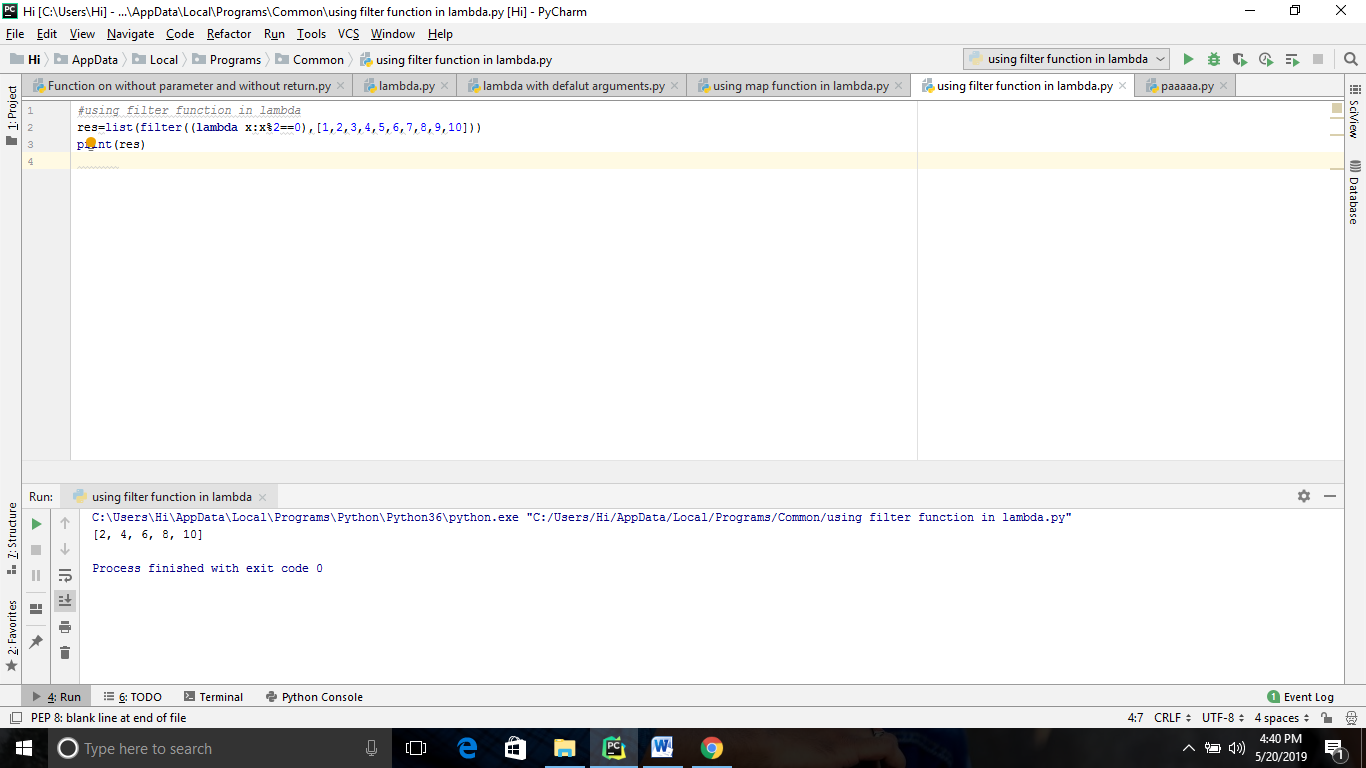 Hi [C:\Users\Hi] - ...\AppData\Local\Programs\Common\using filter function in lambda.py [Hi] - PyCharm
File Edit View Navigate Code Refactor Run Tools VCS Window Help
Hi AppData Local Programs Common using filter function in lambda.py
using filter function in lambda
Function on without parameter and without return.py lambda.py lambda with defalut arguments.py using map function in lambda.py using filter function in lambda.py paaaaa.py
1: Project
1 #using filter function in lambda
2 res=list(filter((lambda x:x%2==0),[1,2,3,4,5,6,7,8,9,10]))
3 print(res)
4
SciView
Database
Run: using filter function in lambda
C:\Users\Hi\AppData\Local\Programs\Python\Python36\python.exe "C:/Users/Hi/AppData/Local/Programs/Common/using filter function in lambda.py"
[2, 4, 6, 8, 10]
Process finished with exit code 0
7: Structure
2: Favorites
4: Run 6: TODO Terminal Python Console 1 Event Log
PEP 8: blank line at end of file 4:7 CRLF UTF-8 4 spaces
Type here to search
4:40 PM
5/20/2019
1